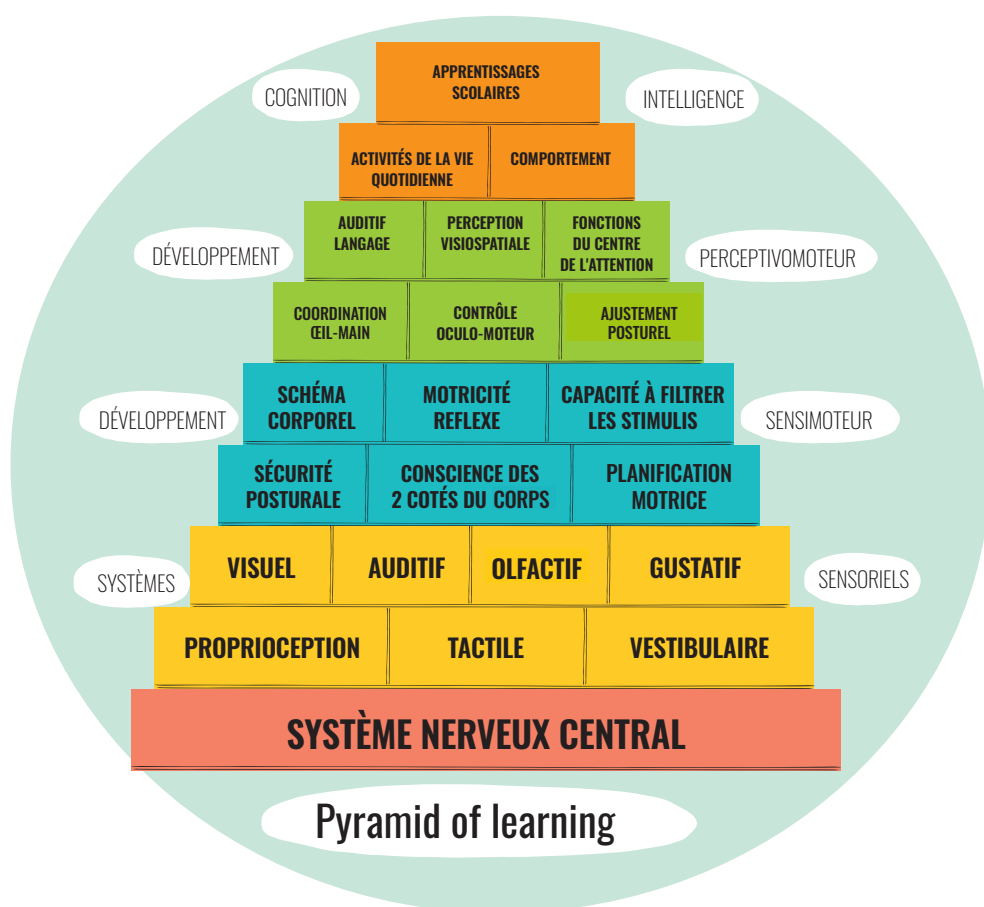 APPRENTISSAGES
SCOLAIRES
COGNITION
INTELLIGENCE
ACTIVITÉS DE LA VIE
QUOTIDIENNE
COMPORTEMENT
AUDITIF
LANGAGE
PERCEPTION
VISIOSPATIALE
FONCTIONS
DU CENTRE
DE L'ATTENTION
DÉVELOPPEMENT
PERCEPTIVOMOTEUR
COORDINATION
ŒIL-MAIN
CONTRÔLE
OCULO-MOTEUR
AJUSTEMENT
POSTUREL
SCHÉMA
CORPOREL
MOTRICITÉ
REFLEXE
CAPACITÉ À FILTRER
LES STIMULIS
DÉVELOPPEMENT
SENSIMOTEUR
SÉCURITÉ
POSTURALE
CONSCIENCE DES
2 COTÉS DU CORPS
PLANIFICATION
MOTRICE
VISUEL
AUDITIF
OLFACTIF
GUSTATIF
SYSTÈMES
SENSORIELS
PROPRIOCEPTION
TACTILE
VESTIBULAIRE
SYSTÈME NERVEUX CENTRAL
Pyramid of learning